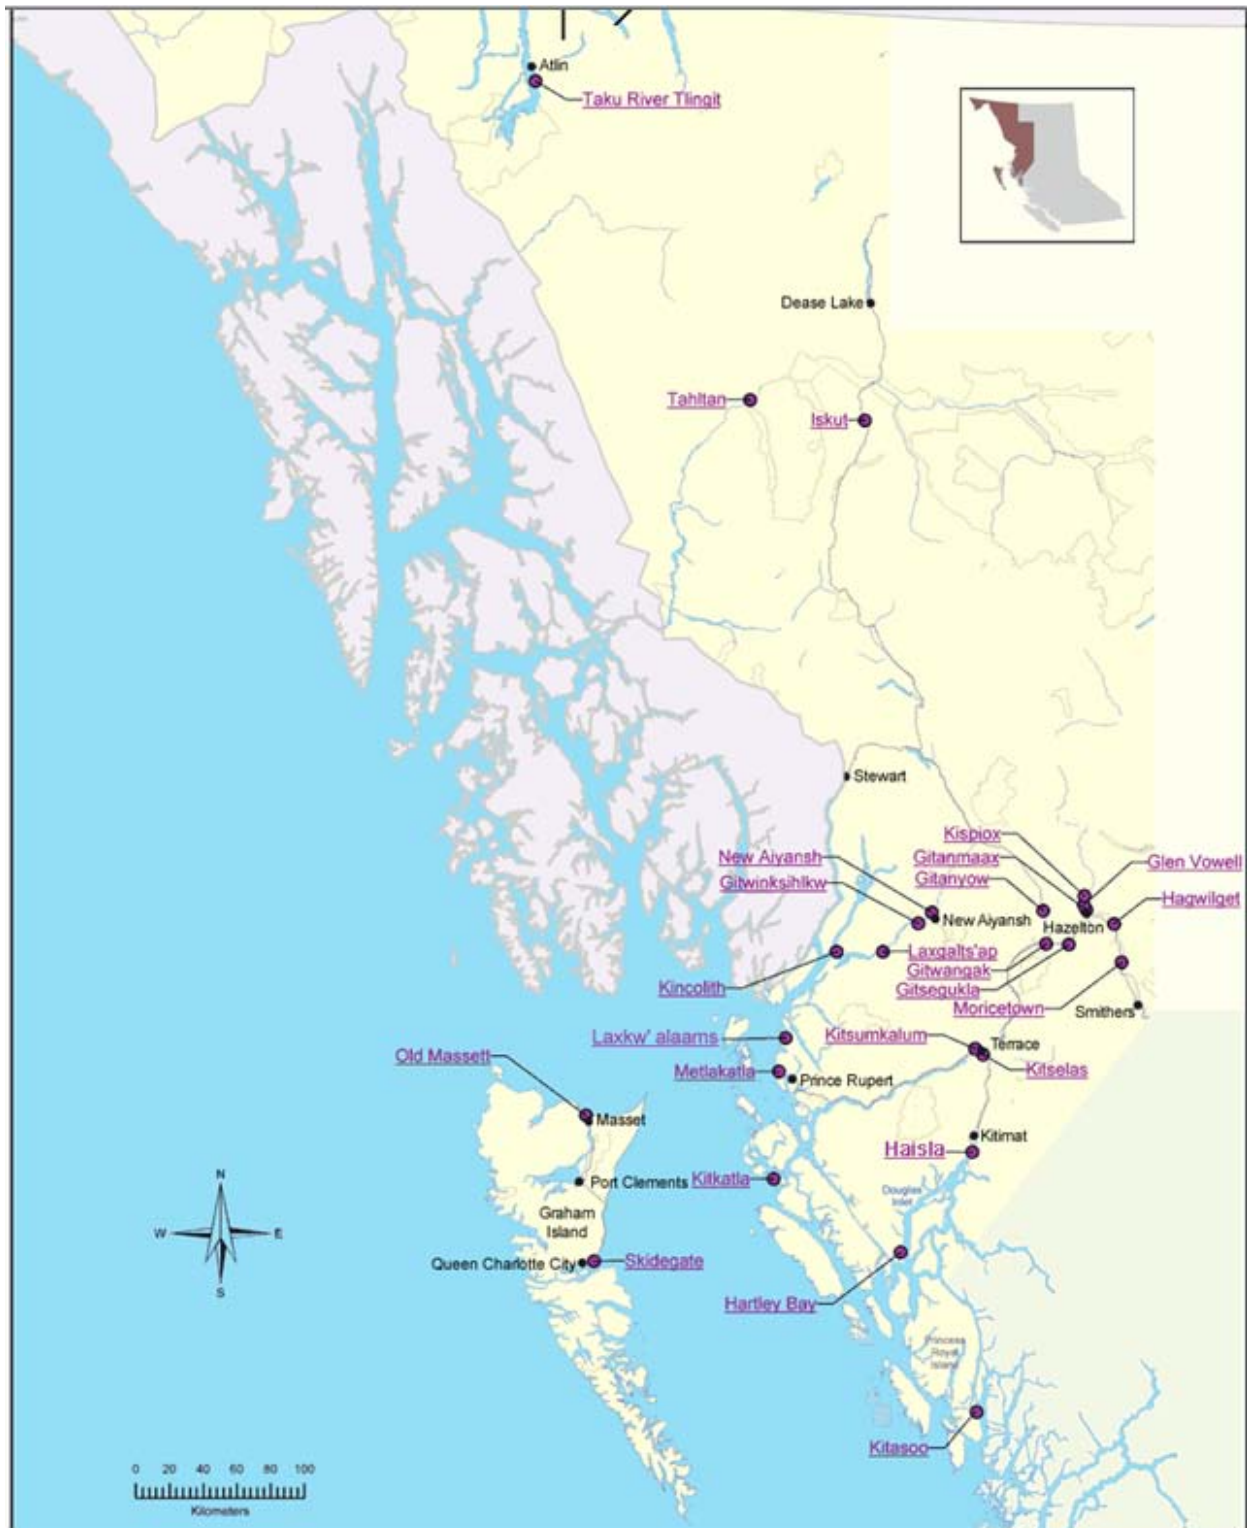 Atlin
Taku River Tlingit
Dease Lake
Tahltan
Iskut
Stewart
Kispiox
New Aiyansh
Gitanmaax
Glen Vowell
Gitwinksihlkw
Gitanyow
Hagwilget
New Aiyansh
Hazelton
Laxgalts'ap
Gitwangak
Kincolith
Gitsegukla
Moricetown
Smithers
Laxkw' alaams
Kitsumkalum
Terrace
Old Massett
Metlakatla
Prince Rupert
Kitselas
Masset
Kitimat
Haisla
Port Clements
Kitkatla
Douglas
Inlet
Graham
Island
N
W
E
S
Queen Charlotte City
Skidegate
Hartley Bay
Princess
Royal
Island
Kitasoo
0 20 40 60 80 100
Kilometers